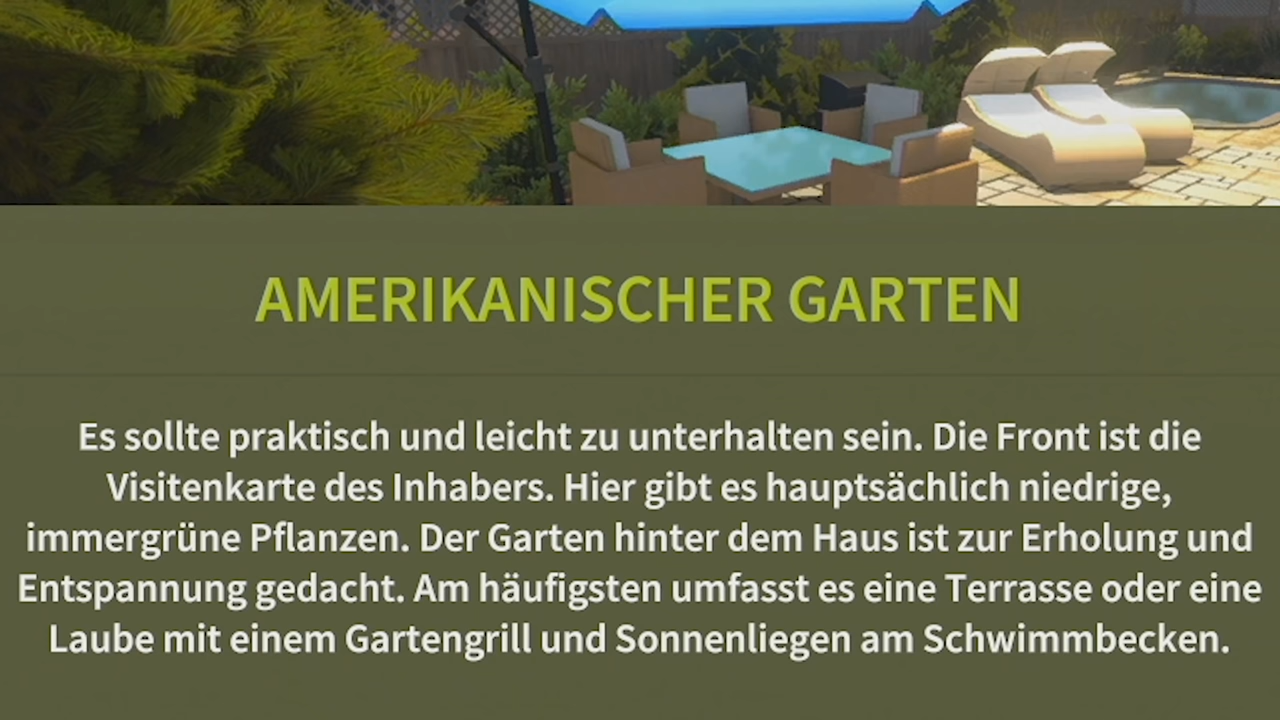 AMERIKANISCHER GARTEN
Es sollte praktisch und leicht zu unterhalten sein. Die Front ist die
Visitenkarte des Inhabers. Hier gibt es hauptsächlich niedrige,
immergrüne Pflanzen. Der Garten hinter dem Haus ist zur Erholung und
Entspannung gedacht. Am häufigsten umfasst es eine Terrasse oder eine
Laube mit einem Gartengrill und Sonnenliegen am Schwimmbecken.